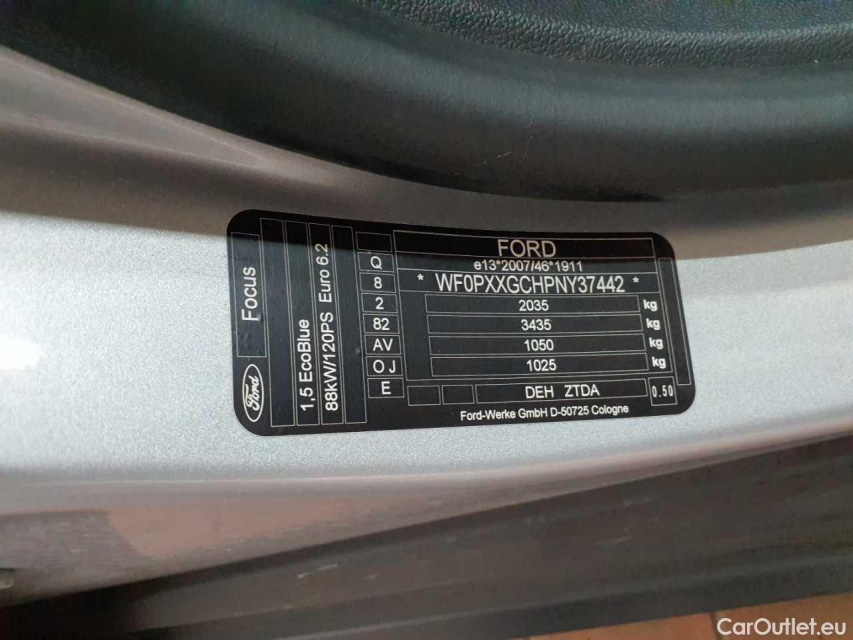 FORD
e13*2007/46*1911
* WF0PXXGCHPNY37442 *
2035 kg
3435 kg
1050 kg
1025 kg
DEH ZTDA 0.50
Ford-Werke GmbH D-50725 Cologne
Q
8
2
82
AV
OJ
E
Focus
Ford
1,5 EcoBlue
88kW/120PS Euro 6.2
CarOutlet.eu